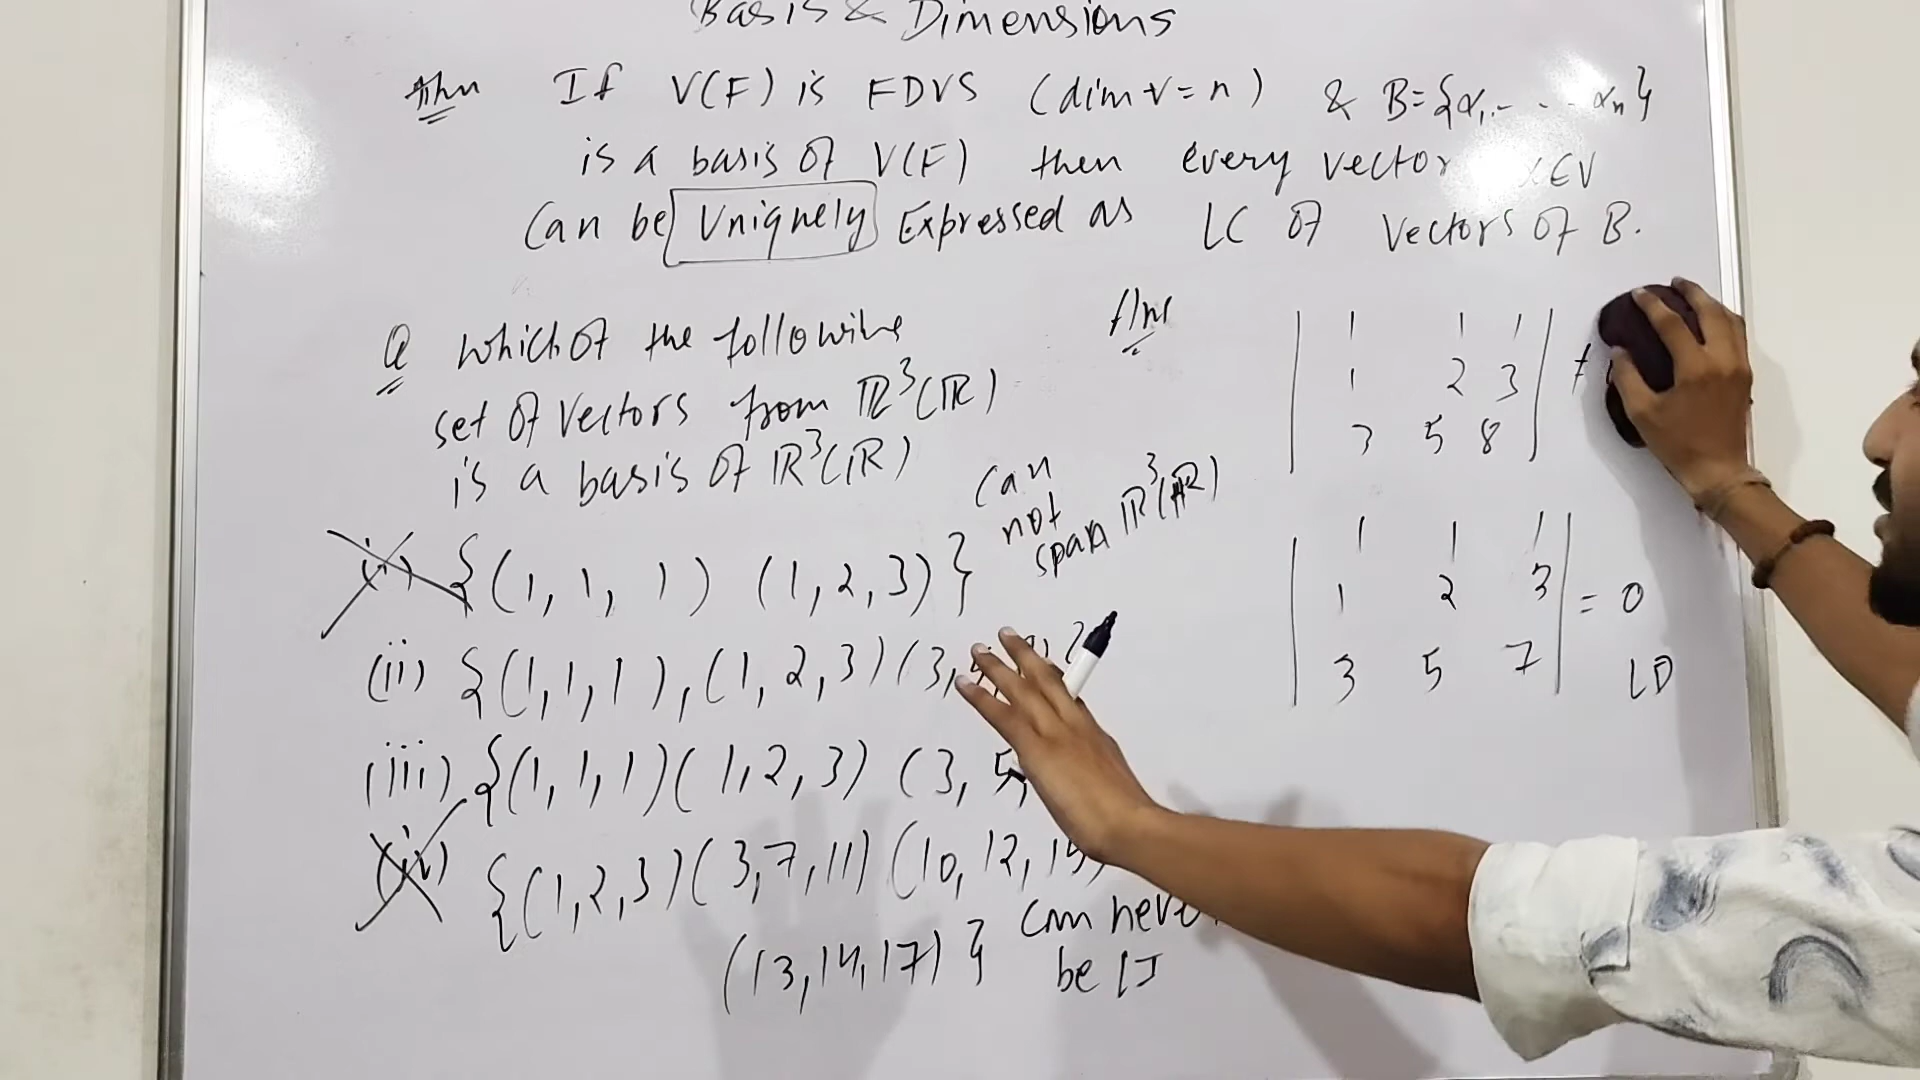 Basis & Dimensions
thm If V(F) is FDVS (dim V = n) & B={α₁, - - - αₙ}
is a basis of V(F) then every vector ∈V
Can be Uniquely Expressed as LC of Vectors of B.
Q which of the following
set of Vectors from ℝ³(ℝ)
is a basis of ℝ³(ℝ)
(i) {(1, 1, 1) (1, 2, 3)} can not span ℝ³(ℝ)
(ii) {(1, 1, 1), (1, 2, 3) (3,
(iii) {(1, 1, 1) (1, 2, 3) (3, 5,
(iv) {(1, 2, 3) (3, 7, 11) (10, 12, 15)
(13, 14, 17)} can never
be LI
Ans
| 1 1 1 |
| 1 2 3 | ≠
| 3 5 8 |
| 1 1 1 |
| 1 2 3 | = 0
| 3 5 7 | LD